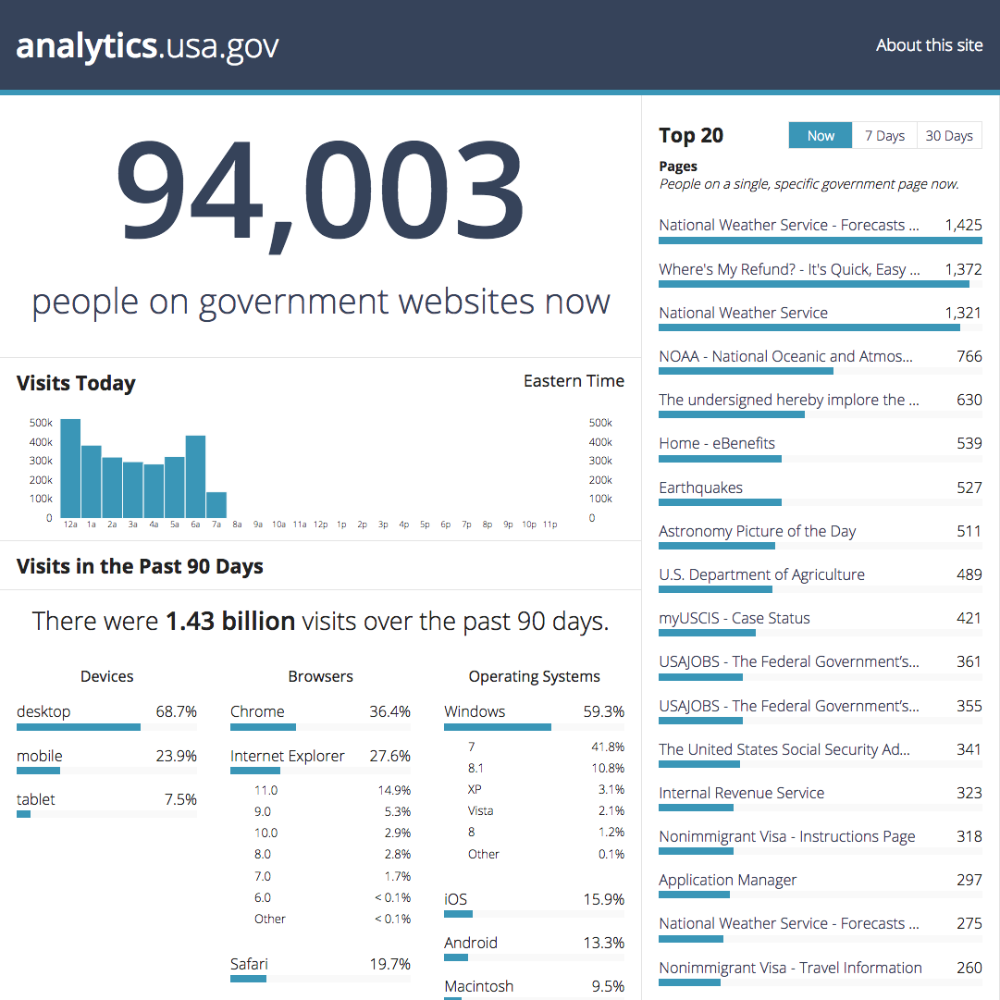 analytics.usa.gov
About this site
94,003
people on government websites now
Visits Today
Eastern Time
500k 500k
400k 400k
300k 300k
200k 200k
100k 100k
0 0
12a 1a 2a 3a 4a 5a 6a 7a 8a 9a 10a 11a 12p 1p 2p 3p 4p 5p 6p 7p 8p 9p 10p 11p
Visits in the Past 90 Days
There were 1.43 billion visits over the past 90 days.
Devices
desktop 68.7%
mobile 23.9%
tablet 7.5%
Browsers
Chrome 36.4%
Internet Explorer 27.6%
11.0 14.9%
9.0 5.3%
10.0 2.9%
8.0 2.8%
7.0 1.7%
6.0 < 0.1%
Other < 0.1%
Safari 19.7%
Operating Systems
Windows 59.3%
7 41.8%
8.1 10.8%
XP 3.1%
Vista 2.1%
8 1.2%
Other 0.1%
iOS 15.9%
Android 13.3%
Macintosh 9.5%
Top 20
Now 7 Days 30 Days
Pages
People on a single, specific government page now.
National Weather Service - Forecasts ... 1,425
Where's My Refund? - It's Quick, Easy ... 1,372
National Weather Service 1,321
NOAA - National Oceanic and Atmos... 766
The undersigned hereby implore the ... 630
Home - eBenefits 539
Earthquakes 527
Astronomy Picture of the Day 511
U.S. Department of Agriculture 489
myUSCIS - Case Status 421
USAJOBS - The Federal Government’s... 361
USAJOBS - The Federal Government’s... 355
The United States Social Security Ad... 341
Internal Revenue Service 323
Nonimmigrant Visa - Instructions Page 318
Application Manager 297
National Weather Service - Forecasts ... 275
Nonimmigrant Visa - Travel Information 260